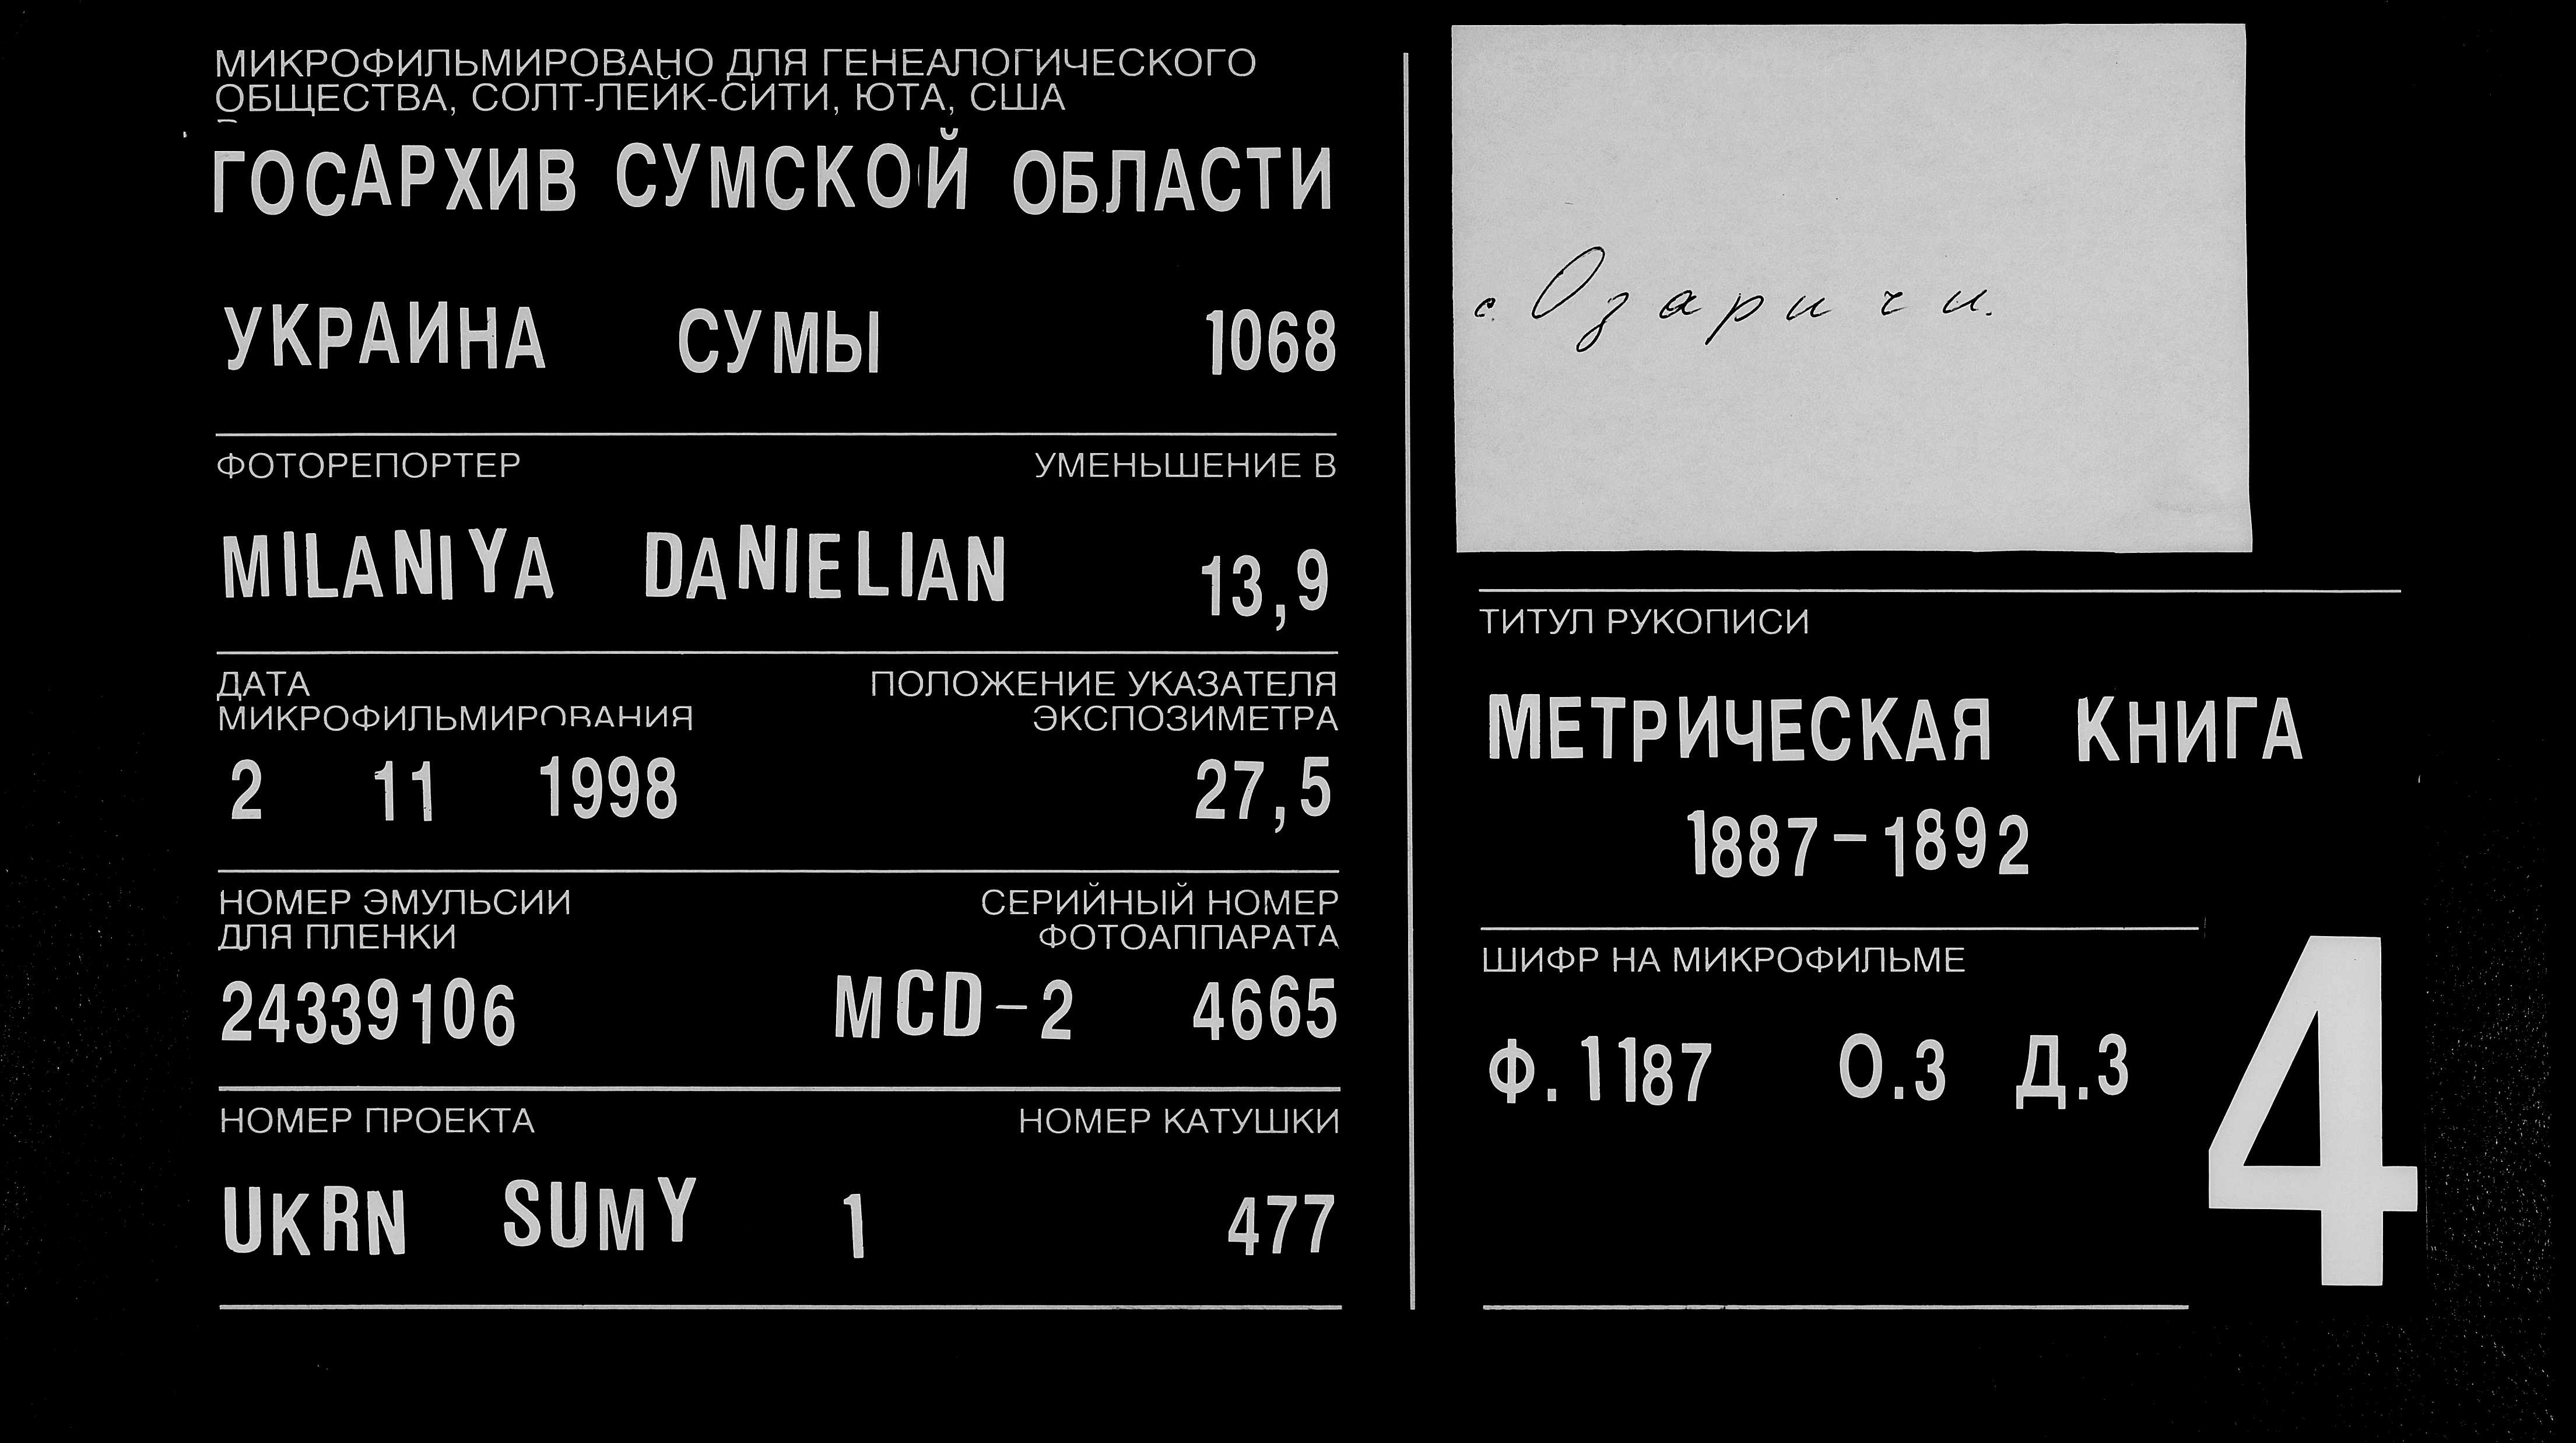 МИКРОФИЛЬМИРОВАНО ДЛЯ ГЕНЕАЛОГИЧЕСКОГО
ОБЩЕСТВА, СОЛТ-ЛЕЙК-СИТИ, ЮТА, США
ГОСАРХИВ СУМСКОЙ ОБЛАСТИ
УКРАИНА СУМЫ 1068
ФОТОРЕПОРТЕР УМЕНЬШЕНИЕ В
MILANIYA DANIELIAN 13,9
ДАТА ПОЛОЖЕНИЕ УКАЗАТЕЛЯ
МИКРОФИЛЬМИРОВАНИЯ ЭКСПОЗИМЕТРА
2 11 1998 27,5
НОМЕР ЭМУЛЬСИИ СЕРИЙНЫЙ НОМЕР
ДЛЯ ПЛЕНКИ ФОТОАППАРАТА
24339106 MCD-2 4665
НОМЕР ПРОЕКТА НОМЕР КАТУШКИ
UKRN SUMY 1 477
с. Озаричи.
ТИТУЛ РУКОПИСИ
МЕТРИЧЕСКАЯ КНИГА
1887-1892
ШИФР НА МИКРОФИЛЬМЕ
Ф.1187 О.3 Д.3
4